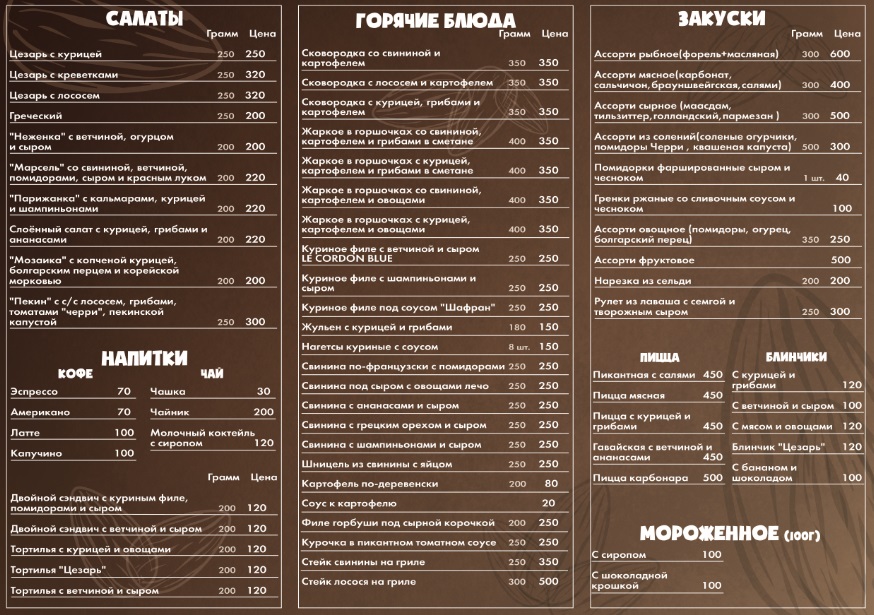 САЛАТЫ
Грамм Цена
Цезарь с курицей 250 250
Цезарь с креветками 250 320
Цезарь с лососем 250 320
Греческий 250 200
"Неженка" с ветчиной, огурцом
и сыром 200 200
"Марсель" со свининой, ветчиной,
помидорами, сыром и красным луком 200 220
"Парижанка" с кальмарами, курицей
и шампиньонами 200 220
Слоённый салат с курицей, грибами и
ананасами 200 220
"Мозаика" с копченой курицей,
болгарским перцем и корейской
морковью 200 200
"Пекин" с с/с лососем, грибами,
томатами "черри", пекинской
капустой 250 300
НАПИТКИ
КОФЕ
Эспрессо 70
Американо 70
Латте 100
Капучино 100
ЧАЙ
Чашка 30
Чайник 200
Молочный коктейль
с сиропом 120
Грамм Цена
Двойной сэндвич с куриным филе,
помидорами и сыром 200 120
Двойной сэндвич с ветчиной и сыром 200 120
Тортилья с курицей и овощами 200 120
Тортилья "Цезарь" 200 120
Тортилья с ветчиной и сыром 200 120
ГОРЯЧИЕ БЛЮДА
Грамм Цена
Сковородка со свининой и
картофелем 350 350
Сковородка с лососем и картофелем 350 350
Сковородка с курицей, грибами и
картофелем 350 350
Жаркое в горшочках со свининой,
картофелем и грибами в сметане 400 350
Жаркое в горшочках с курицей,
картофелем и грибами в сметане 400 350
Жаркое в горшочках со свининой,
картофелем и овощами 400 350
Жаркое в горшочках с курицей,
картофелем и овощами 400 350
Куриное филе с ветчиной и сыром
LE CORDON BLUE 250 250
Куриное филе с шампиньонами и
сыром 250 250
Куриное филе под соусом "Шафран" 250 250
Жульен с курицей и грибами 180 150
Нагетсы куриные с соусом 8 шт. 150
Свинина по-французски с помидорами 250 250
Свинина под сыром с овощами лечо 250 250
Свинина с ананасами и сыром 250 250
Свинина с грецким орехом и сыром 250 250
Свинина с шампиньонами и сыром 250 250
Шницель из свинины с яйцом 250 250
Картофель по-деревенски 200 80
Соус к картофелю 20
Филе горбуши под сырной корочкой 200 250
Курочка в пикантном томатном соусе 250 250
Стейк свинины на гриле 250 350
Стейк лосося на гриле 300 500
ЗАКУСКИ
Грамм Цена
Ассорти рыбное(форель+масляная) 300 600
Ассорти мясное(карбонат,
сальчичон,брауншвейгская,салями) 300 400
Ассорти сырное (маасдам,
тильзиттер,голландский,пармезан ) 300 500
Ассорти из солений(соленые огурчики,
помидоры Черри , квашеная капуста) 500 300
Помидорки фаршированные сыром и
чесноком 1 шт. 40
Гренки ржаные со сливочным соусом и
чесноком 100
Ассорти овощное (помидоры, огурец,
болгарский перец) 350 250
Ассорти фруктовое 500
Нарезка из сельди 200 200
Рулет из лаваша с семгой и
творожным сыром 250 300
ПИЦЦА
Пикантная с салями 450
Пицца мясная 450
Пицца с курицей и
грибами 450
Гавайская с ветчиной и
ананасами 450
Пицца карбонара 500
БЛИНЧИКИ
С курицей и
грибами 120
С ветчиной и сыром 100
С мясом и овощами 120
Блинчик "Цезарь" 120
С бананом и
шоколадом 100
МОРОЖЕННОЕ (100Г)
С сиропом 100
С шоколадной
крошкой 100